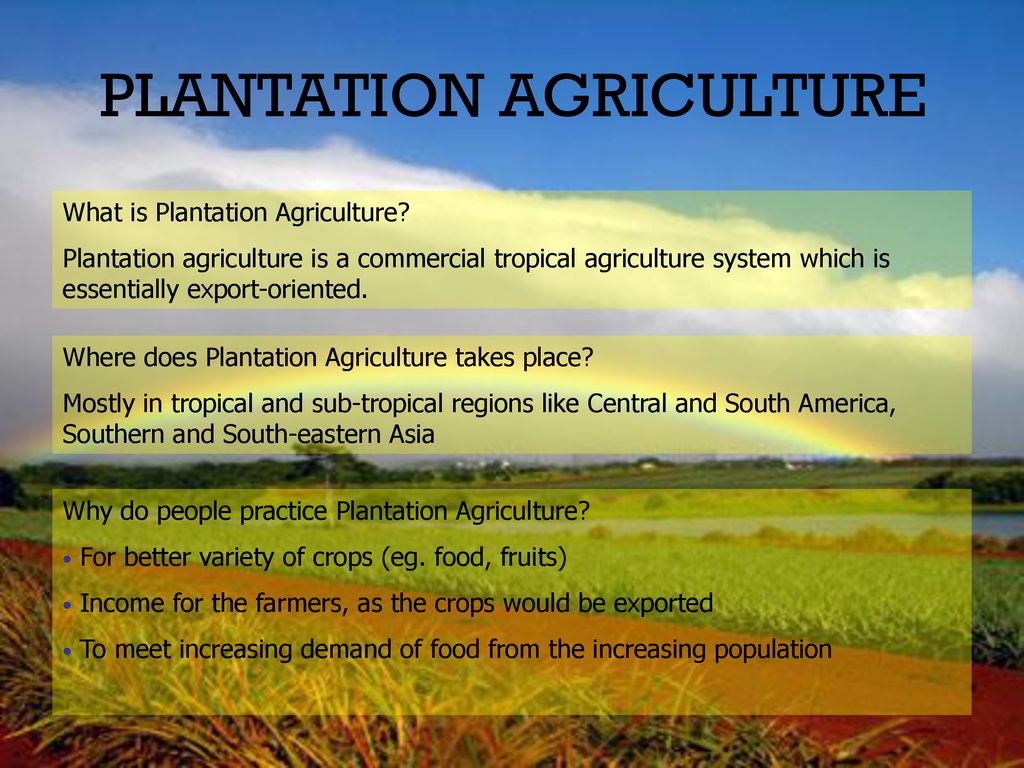 PLANTATION AGRICULTURE
What is Plantation Agriculture?
Plantation agriculture is a commercial tropical agriculture system which is
essentially export-oriented.
Where does Plantation Agriculture takes place?
Mostly in tropical and sub-tropical regions like Central and South America,
Southern and South-eastern Asia
Why do people practice Plantation Agriculture?
• For better variety of crops (eg. food, fruits)
• Income for the farmers, as the crops would be exported
• To meet increasing demand of food from the increasing population